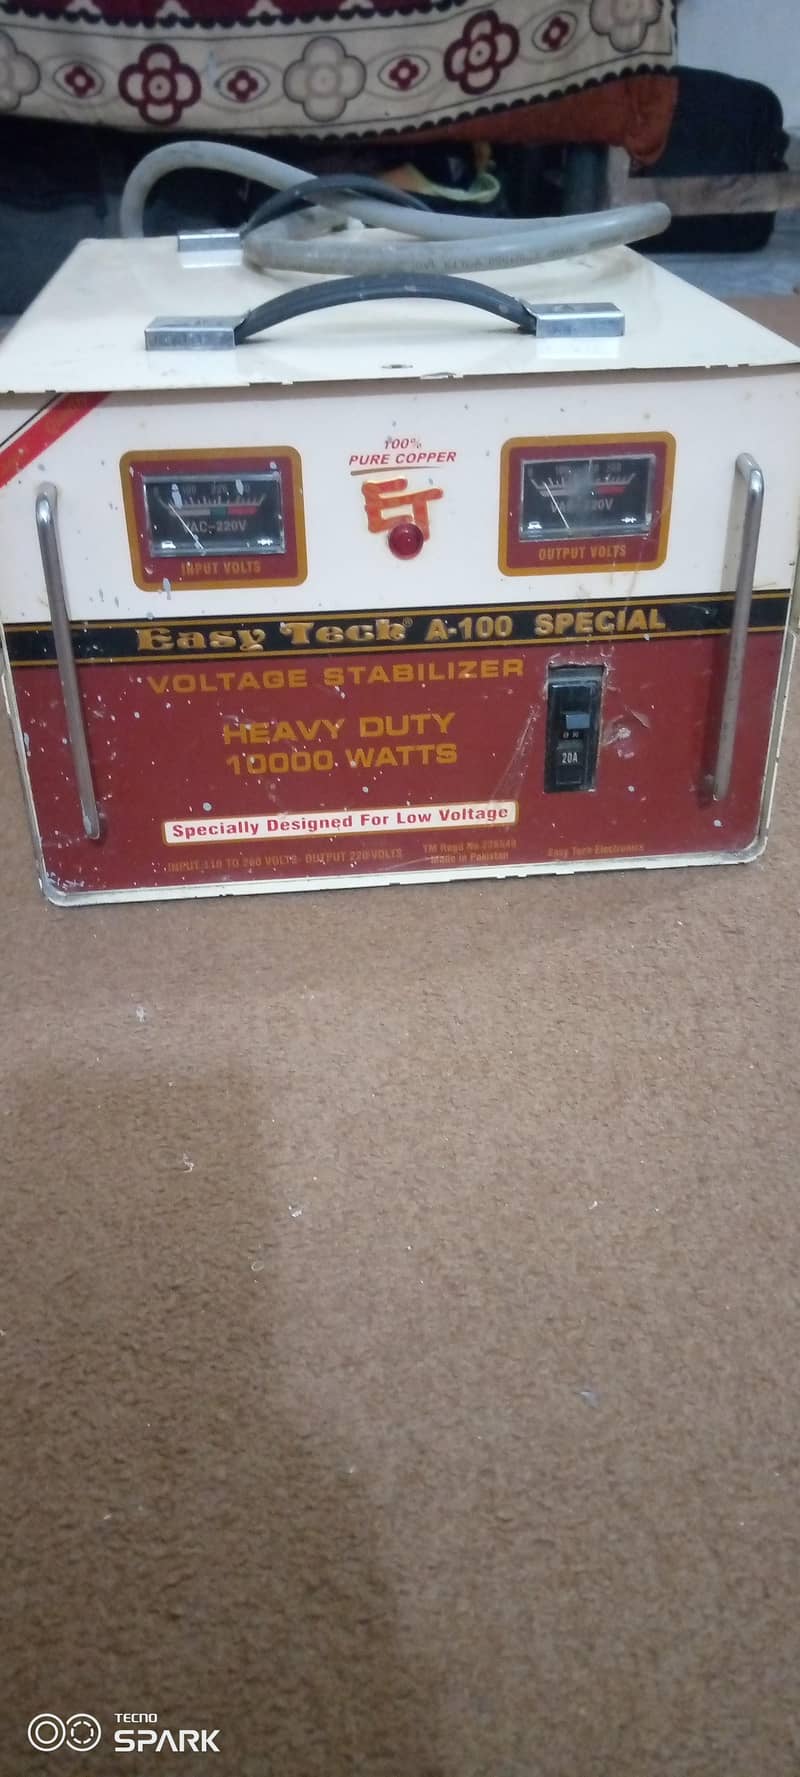 100%
PURE COPPER
ET
VAC-220V
INPUT VOLTS
OUTPUT VOLTS
Easy Tech® A-100 SPECIAL
VOLTAGE STABILIZER
HEAVY DUTY
10000 WATTS
ON
20A
Specially Designed For Low Voltage
OUTPUT 220 VOLTS
Made in Pakistan
Easy Tech Electronics
TECNO
SPARK